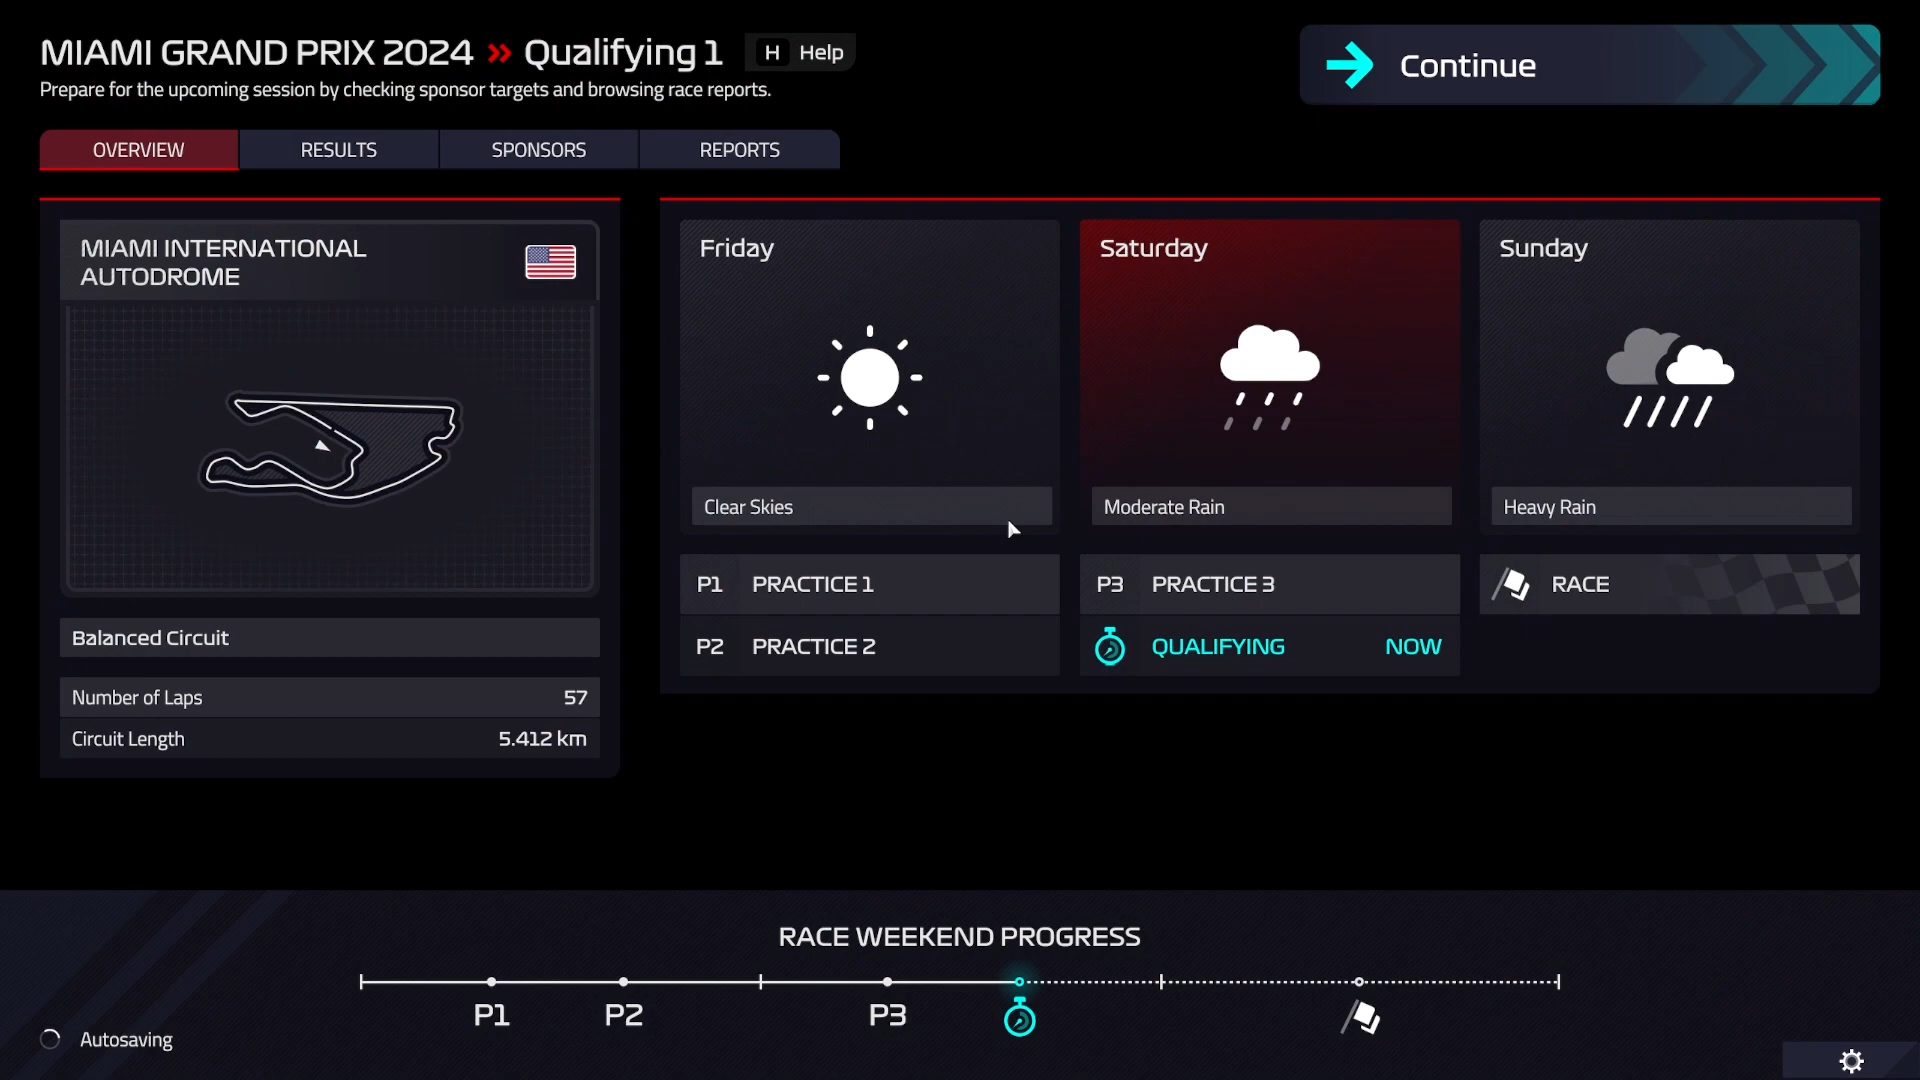 MIAMI GRAND PRIX 2024 Qualifying 1 H Help
Prepare for the upcoming session by checking sponsor targets and browsing race reports.
Continue
OVERVIEW RESULTS SPONSORS REPORTS
MIAMI INTERNATIONAL
AUTODROME
Balanced Circuit
Number of Laps 57
Circuit Length 5.412 km
Friday
Clear Skies
P1 PRACTICE 1
P2 PRACTICE 2
Saturday
Moderate Rain
P3 PRACTICE 3
QUALIFYING NOW
Sunday
Heavy Rain
RACE
RACE WEEKEND PROGRESS
P1 P2 P3
Autosaving